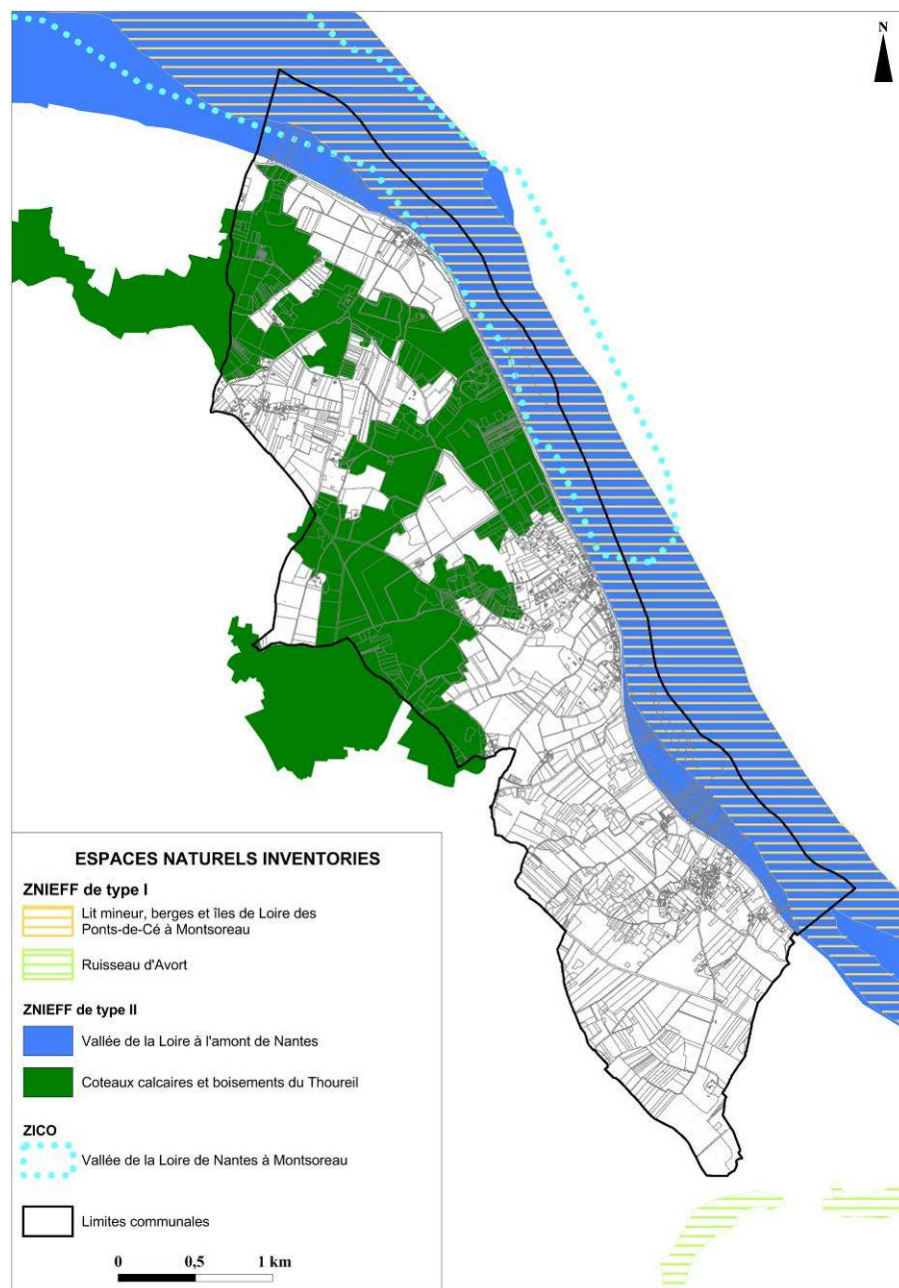 N
ESPACES NATURELS INVENTORIES
ZNIEFF de type I
Lit mineur, berges et îles de Loire des
Ponts-de-Cé à Montsoreau
Ruisseau d'Avort
ZNIEFF de type II
Vallée de la Loire à l'amont de Nantes
Coteaux calcaires et boisements du Thoureil
ZICO
Vallée de la Loire de Nantes à Montsoreau
Limites communales
0 0,5 1 km